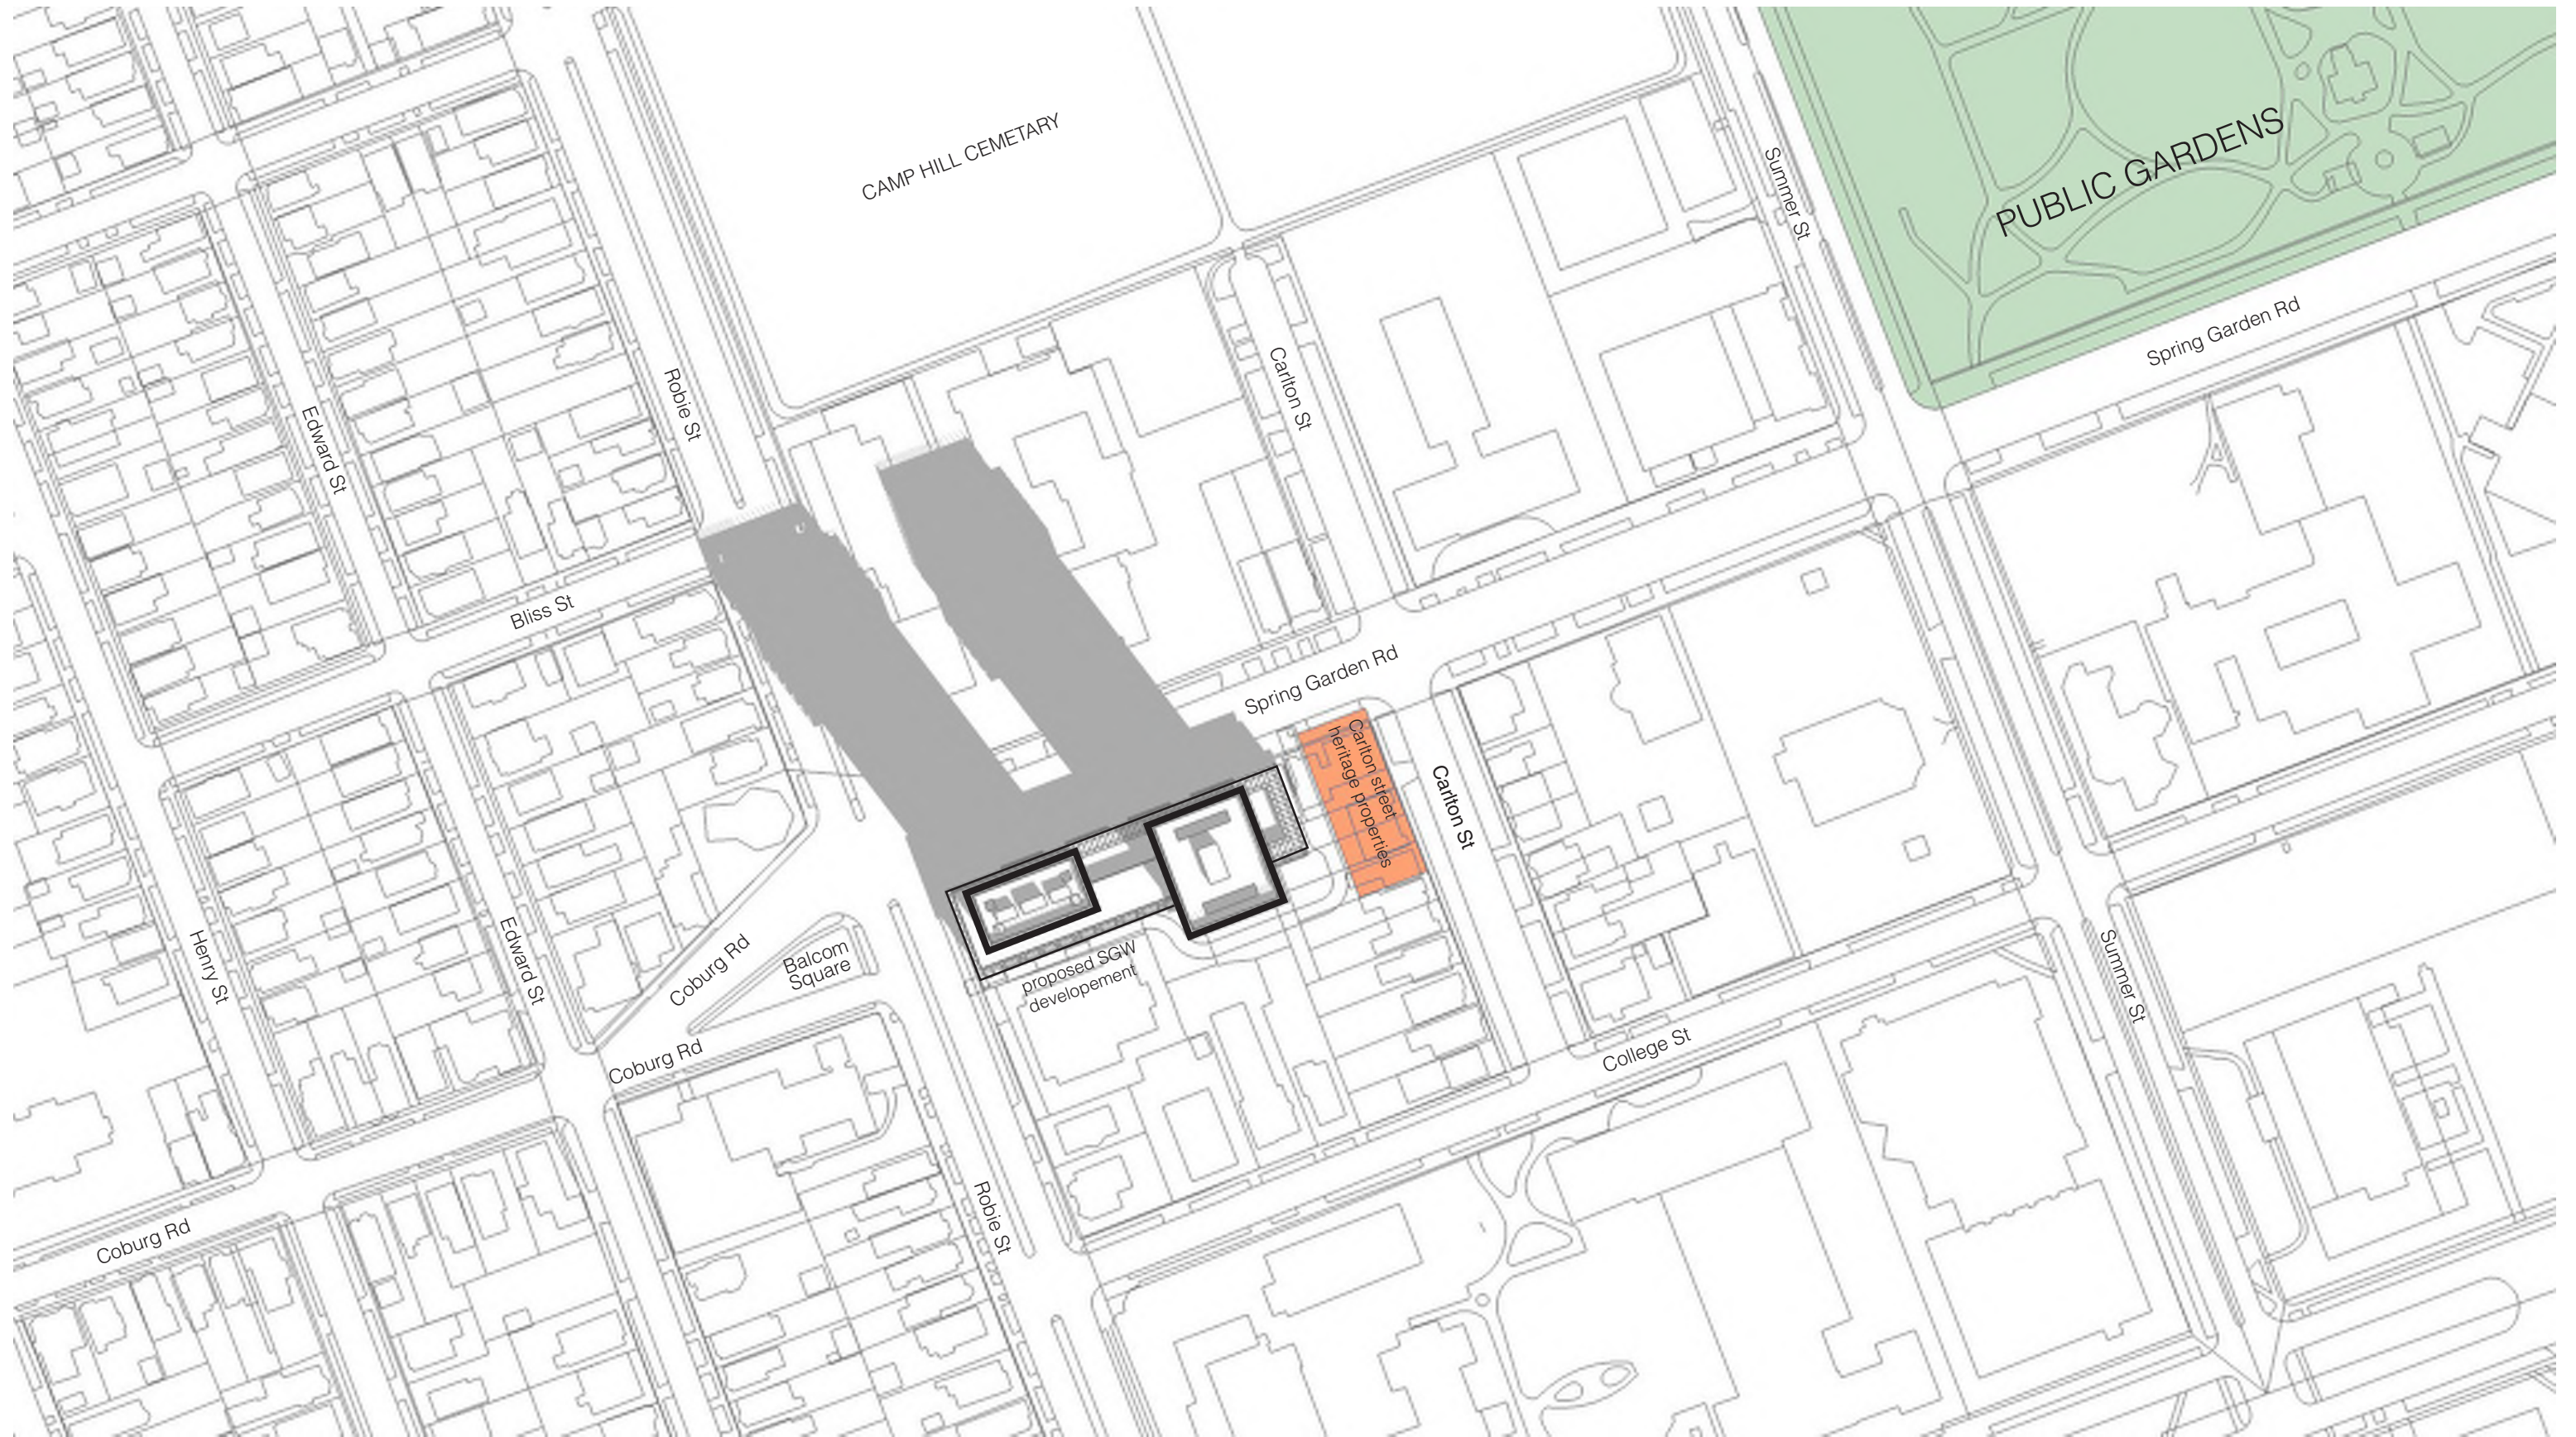 CAMP HILL CEMETARY
PUBLIC GARDENS
Summer St
Spring Garden Rd
Robie St
Carlton St
Edward St
Bliss St
Spring Garden Rd
Carlton street
heritage properties
Carlton St
Henry St
Edward St
Coburg Rd
Balcom
Square
proposed SGW
developement
Summer St
Coburg Rd
College St
Robie St
Coburg Rd